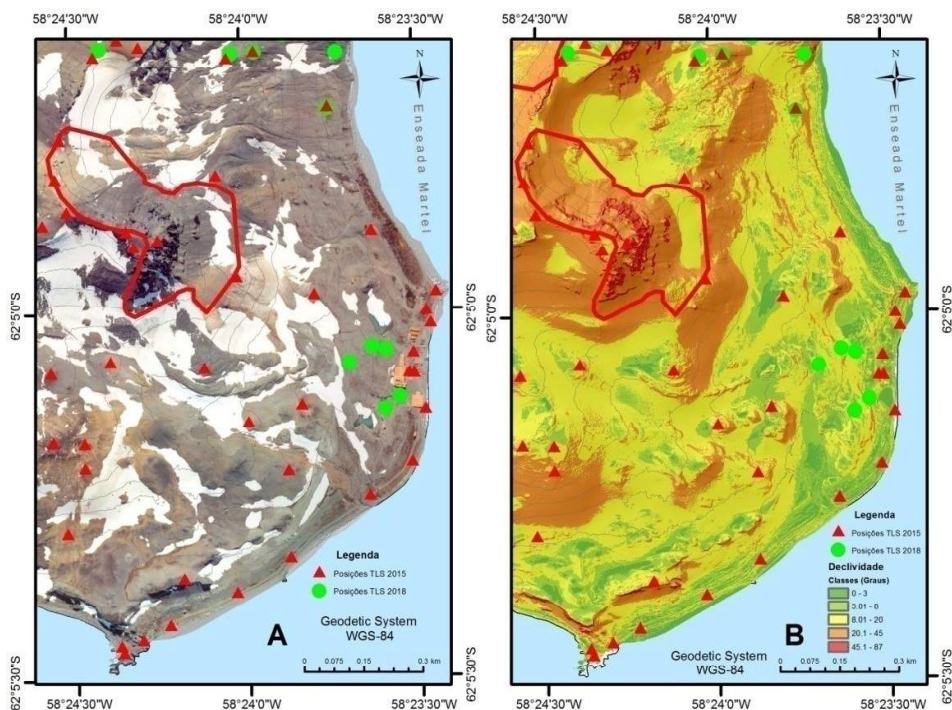 58°24'30"W
58°24'0"W
58°23'30"W
58°24'30"W
58°24'0"W
58°23'30"W
N
N
Enseada Martel
Enseada Martel
62°5'0"S
62°5'0"S
62°5'0"S
Legenda
Posições TLS 2015
Posições TLS 2018
Geodetic System
WGS-84
A
0
0.075
0.15
0.3 km
Legenda
Posições TLS 2015
Posições TLS 2018
Declividade
Classes (Graus)
0 - 3
8.01 - 20
20.1 - 45
45.1 - 87
Geodetic System
WGS-84
B
0
0.075
0.15
0.3 km
62°5'30"S
62°5'30"S
62°5'30"S
58°24'30"W
58°24'0"W
58°23'30"W
58°24'30"W
58°24'0"W
58°23'30"W